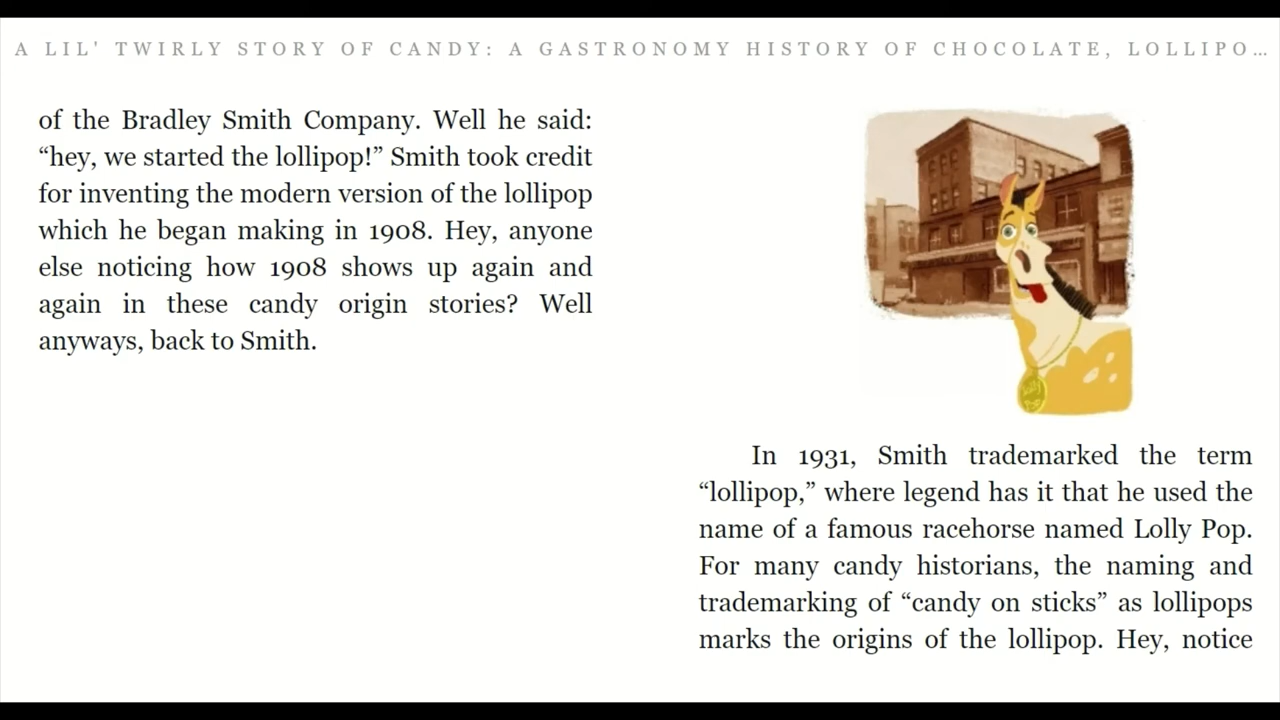 A LIL' TWIRLY STORY OF CANDY: A GASTRONOMY HISTORY OF CHOCOLATE, LOLLIPO...
of the Bradley Smith Company. Well he said:
“hey, we started the lollipop!” Smith took credit
for inventing the modern version of the lollipop
which he began making in 1908. Hey, anyone
else noticing how 1908 shows up again and
again in these candy origin stories? Well
anyways, back to Smith.
Lolly
Pop
In 1931, Smith trademarked the term
“lollipop,” where legend has it that he used the
name of a famous racehorse named Lolly Pop.
For many candy historians, the naming and
trademarking of “candy on sticks” as lollipops
marks the origins of the lollipop. Hey, notice